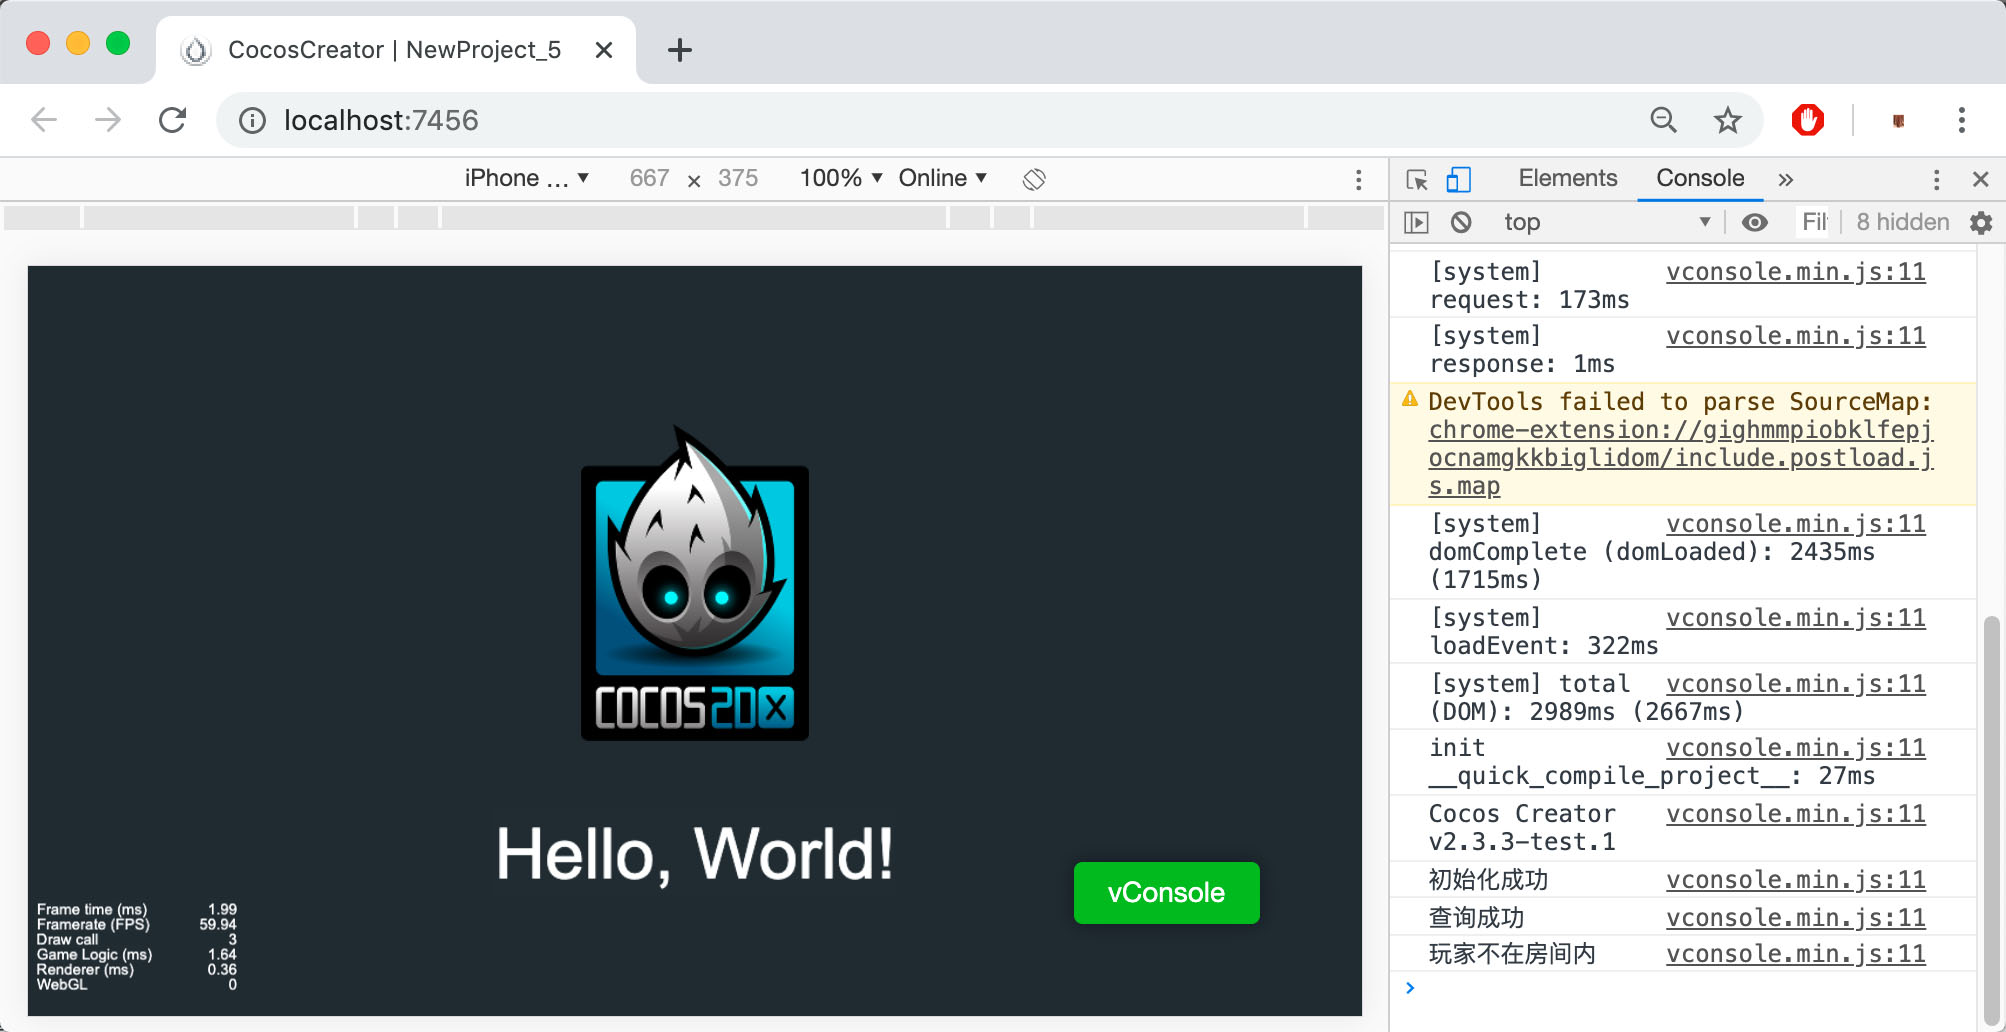 CocosCreator | NewProject_5
localhost:7456
iPhone ... 667 × 375 100% Online
Elements Console
top Fil 8 hidden
[system] vconsole.min.js:11
request: 173ms
[system] vconsole.min.js:11
response: 1ms
DevTools failed to parse SourceMap:
chrome-extension://gighmmpiobklfepj
ocnamgkkbiglidom/include.postload.j
s.map
[system] vconsole.min.js:11
domComplete (domLoaded): 2435ms
(1715ms)
[system] vconsole.min.js:11
loadEvent: 322ms
[system] total vconsole.min.js:11
(DOM): 2989ms (2667ms)
init vconsole.min.js:11
__quick_compile_project__: 27ms
Cocos Creator vconsole.min.js:11
v2.3.3-test.1
初始化成功 vconsole.min.js:11
查询成功 vconsole.min.js:11
玩家不在房间内 vconsole.min.js:11
COCOS2DX
Hello, World!
vConsole
Frame time (ms) 1.99
Framerate (FPS) 59.94
Draw call 3
Game Logic (ms) 1.64
Renderer (ms) 0.36
WebGL 0